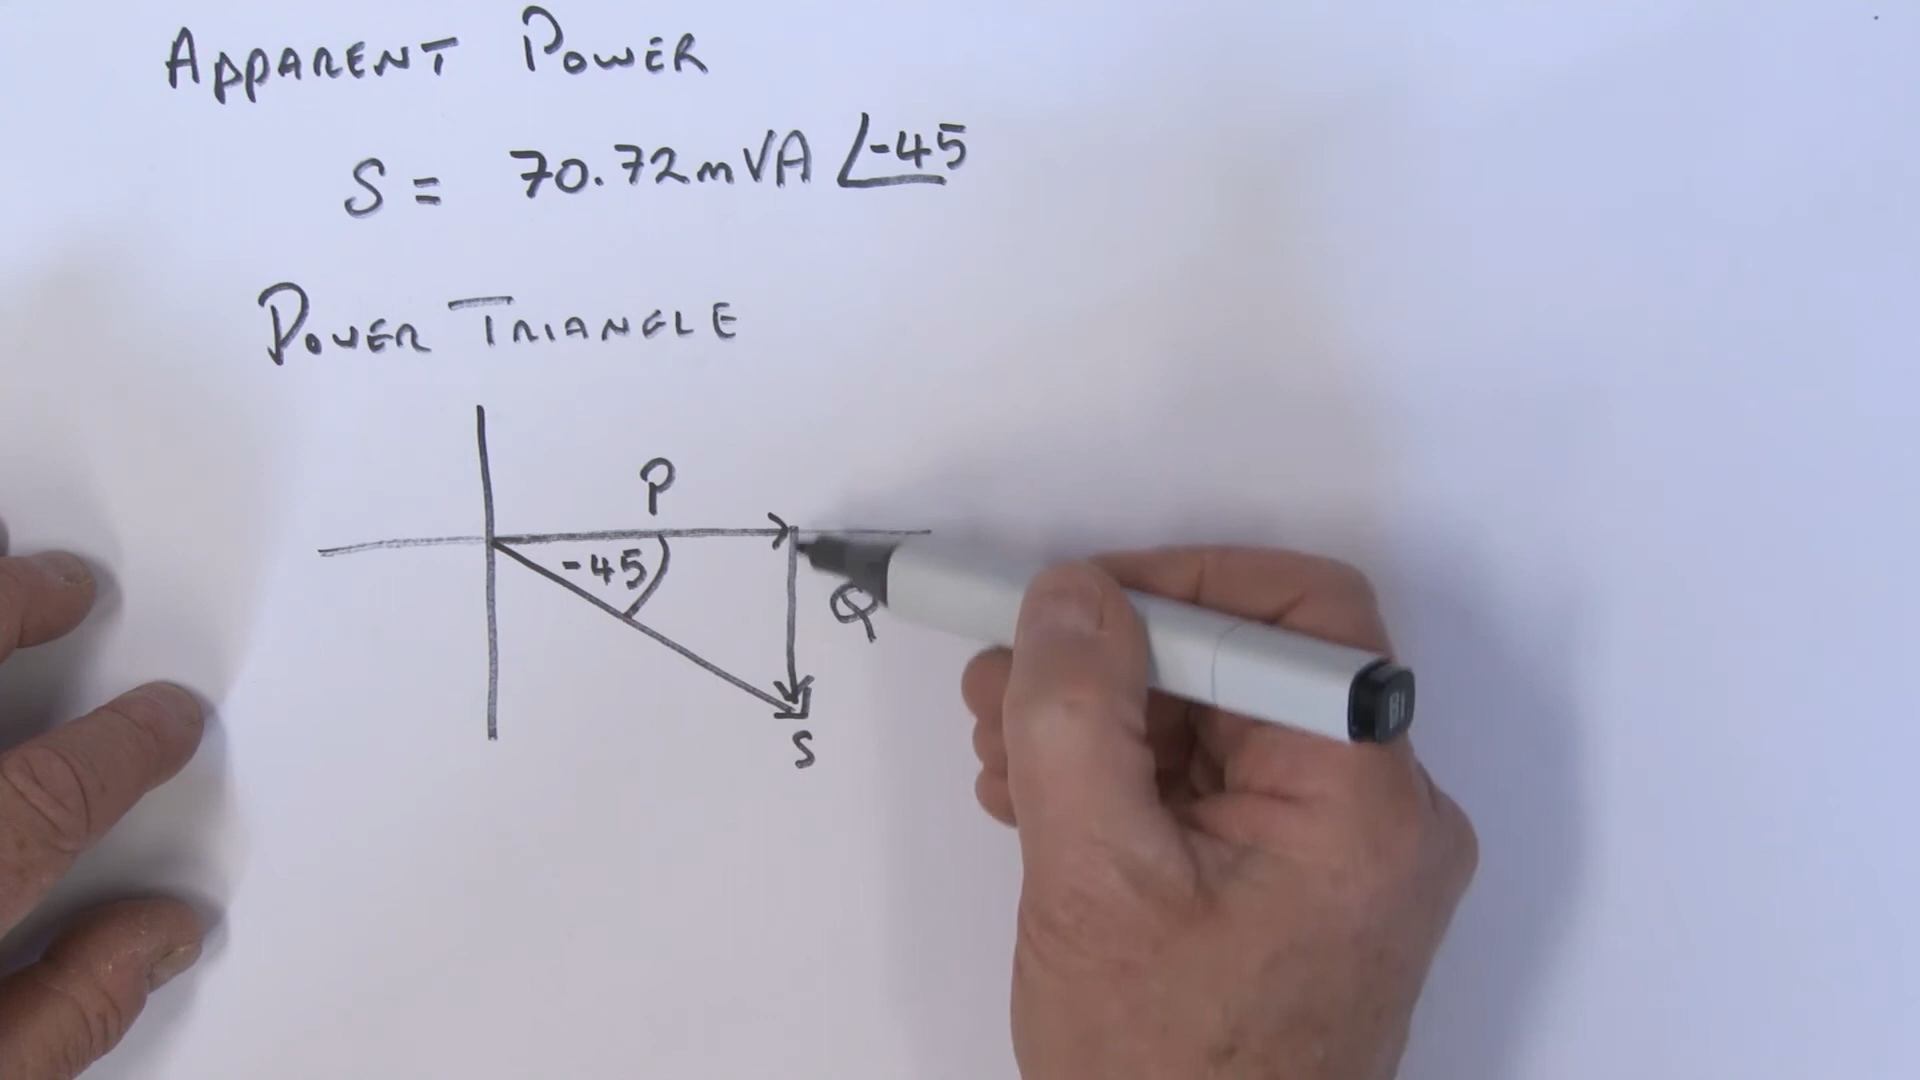 APPARENT POWER
S = 70.72mVA ∠-45
POWER TRIANGLE
P
-45
Q
S